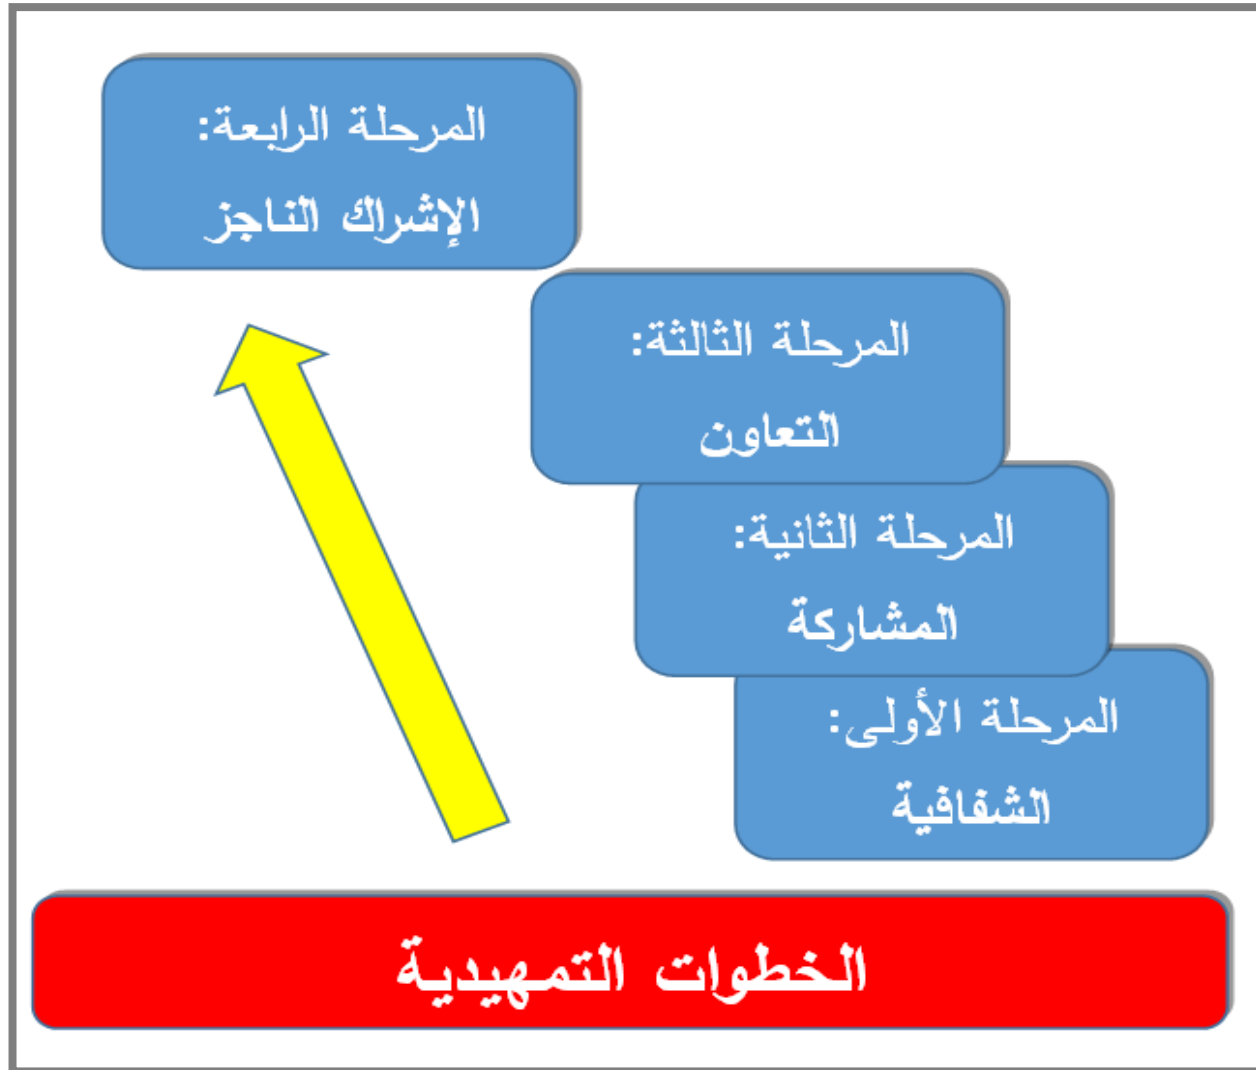 المرحلة الرابعة:
الإشراك الناجز
المرحلة الثالثة:
التعاون
المرحلة الثانية:
المشاركة
المرحلة الأولى:
الشفافية
الخطوات التمهيدية